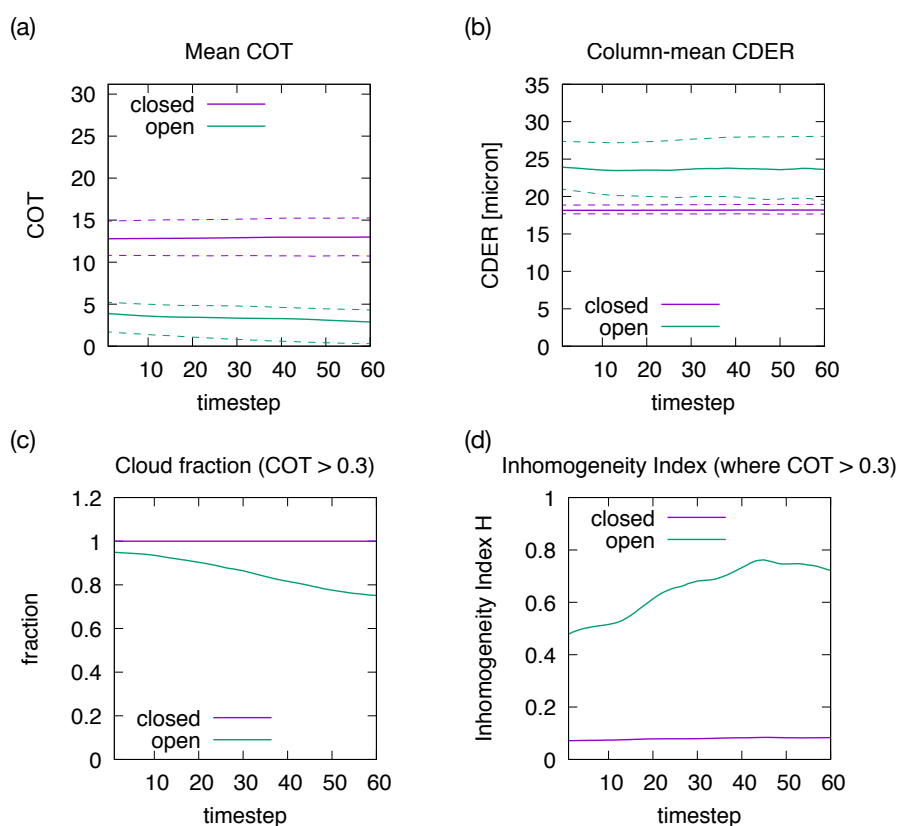 (a)
Mean COT
30
25
20
15
10
5
0
COT
closed
open
10 20 30 40 50 60
timestep
(b)
Column-mean CDER
35
30
25
20
15
10
5
0
CDER [micron]
closed
open
10 20 30 40 50 60
timestep
(c)
Cloud fraction (COT > 0.3)
1.2
1
0.8
0.6
0.4
0.2
0
fraction
closed
open
10 20 30 40 50 60
timestep
(d)
Inhomogeneity Index (where COT > 0.3)
1
0.8
0.6
0.4
0.2
0
Inhomogeneity Index H
closed
open
10 20 30 40 50 60
timestep